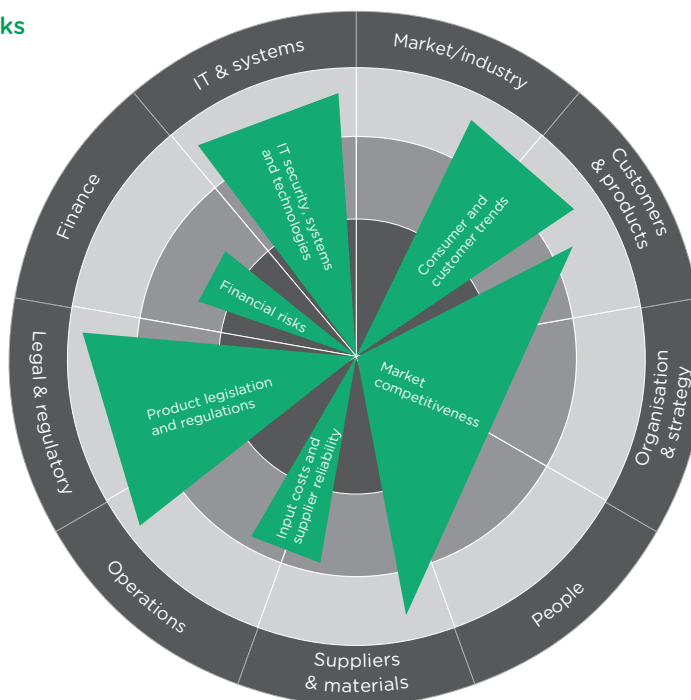 ks
IT & systems
Market/industry
Customers
& products
Organisation
& strategy
People
Suppliers
& materials
Operations
Legal & regulatory
Finance
IT security, systems
and technologies
Consumer and
customer trends
Financial risks
Market
competitiveness
Product legislation
and regulations
Input costs and
supplier reliability